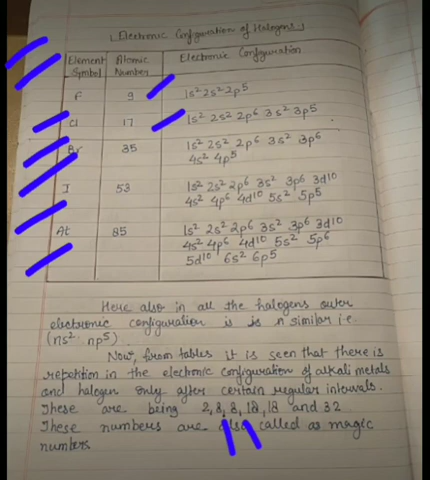 Electronic Configuration of Halogens
Element Symbol Atomic Number Electronic Configuration
F 9 1s² 2s² 2p⁵
Cl 17 1s² 2s² 2p⁶ 3s² 3p⁵
Br 35 1s² 2s² 2p⁶ 3s² 3p⁶
4s² 4p⁵
I 53 1s² 2s² 2p⁶ 3s² 3p⁶ 3d10
4s² 4p⁶ 4d10 5s² 5p⁵
At 85 1s² 2s² 2p⁶ 3s² 3p⁶ 3d10
4s² 4p⁶ 4d10 5s² 5p⁶
5d10 6s² 6p⁵
Here also in all the halogens outer
electronic configuration is is n similar i.e.
(ns² np⁵).
Now, from tables it is seen that there is
repetition in the electronic configuration of alkali metals
and halogen only after certain regular intervals.
These are being 2, 8, 8, 18, 18 and 32
These numbers are also called as magic
numbers